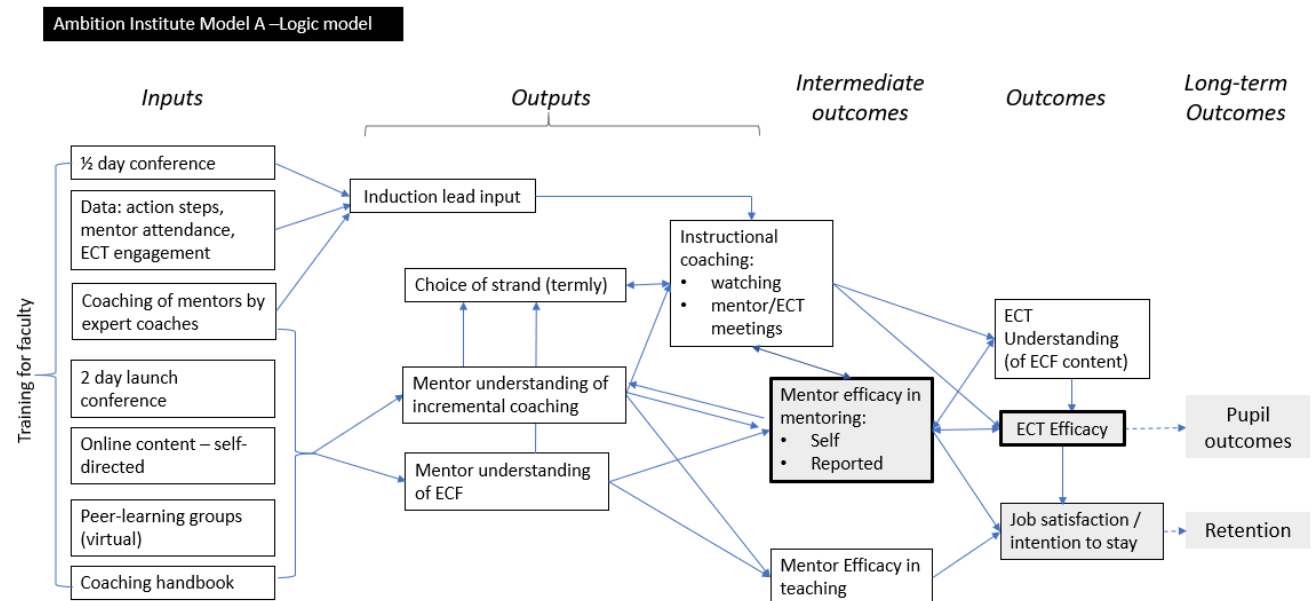 Ambition Institute Model A –Logic model
Inputs
Outputs
Intermediate
outcomes
Outcomes
Long-term
Outcomes
Training for faculty
½ day conference
Data: action steps,
mentor attendance,
ECT engagement
Coaching of mentors by
expert coaches
2 day launch
conference
Online content – self-
directed
Peer-learning groups
(virtual)
Coaching handbook
Induction lead input
Choice of strand (termly)
Mentor understanding of
incremental coaching
Mentor understanding
of ECF
Instructional
coaching:
• watching
• mentor/ECT
meetings
Mentor efficacy in
mentoring:
• Self
• Reported
Mentor Efficacy in
teaching
ECT
Understanding
(of ECF content)
ECT Efficacy
Job satisfaction /
intention to stay
Pupil
outcomes
Retention